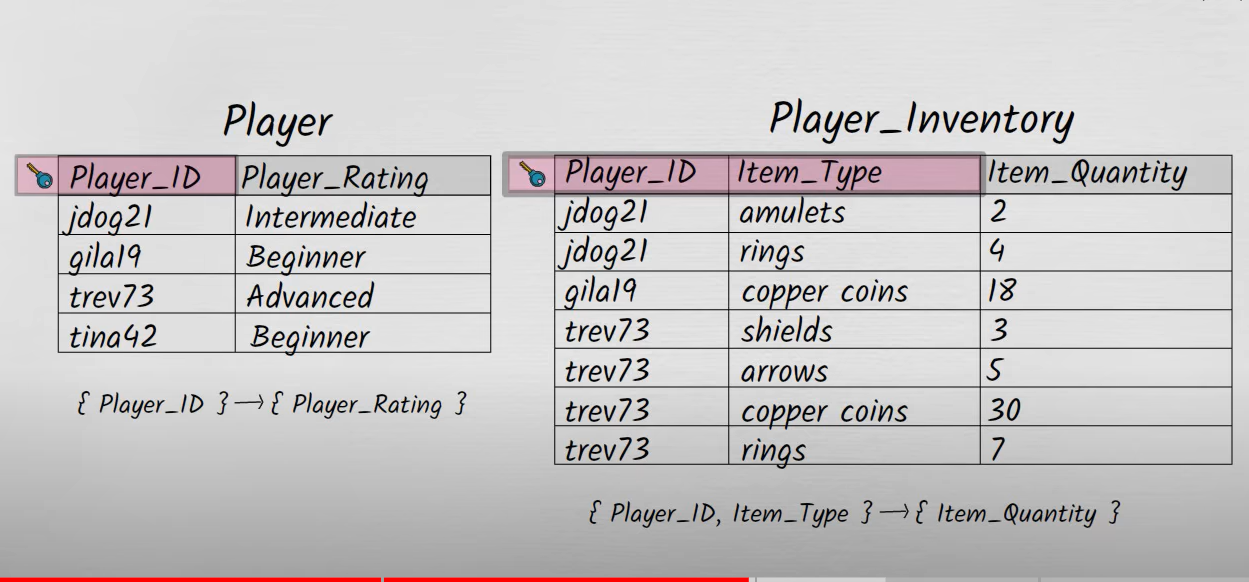 Player
Player_ID Player_Rating
jdog21 Intermediate
gila19 Beginner
trev73 Advanced
tina42 Beginner
{ Player_ID } → { Player_Rating }
Player_Inventory
Player_ID Item_Type Item_Quantity
jdog21 amulets 2
jdog21 rings 4
gila19 copper coins 18
trev73 shields 3
trev73 arrows 5
trev73 copper coins 30
trev73 rings 7
{ Player_ID, Item_Type } → { Item_Quantity }